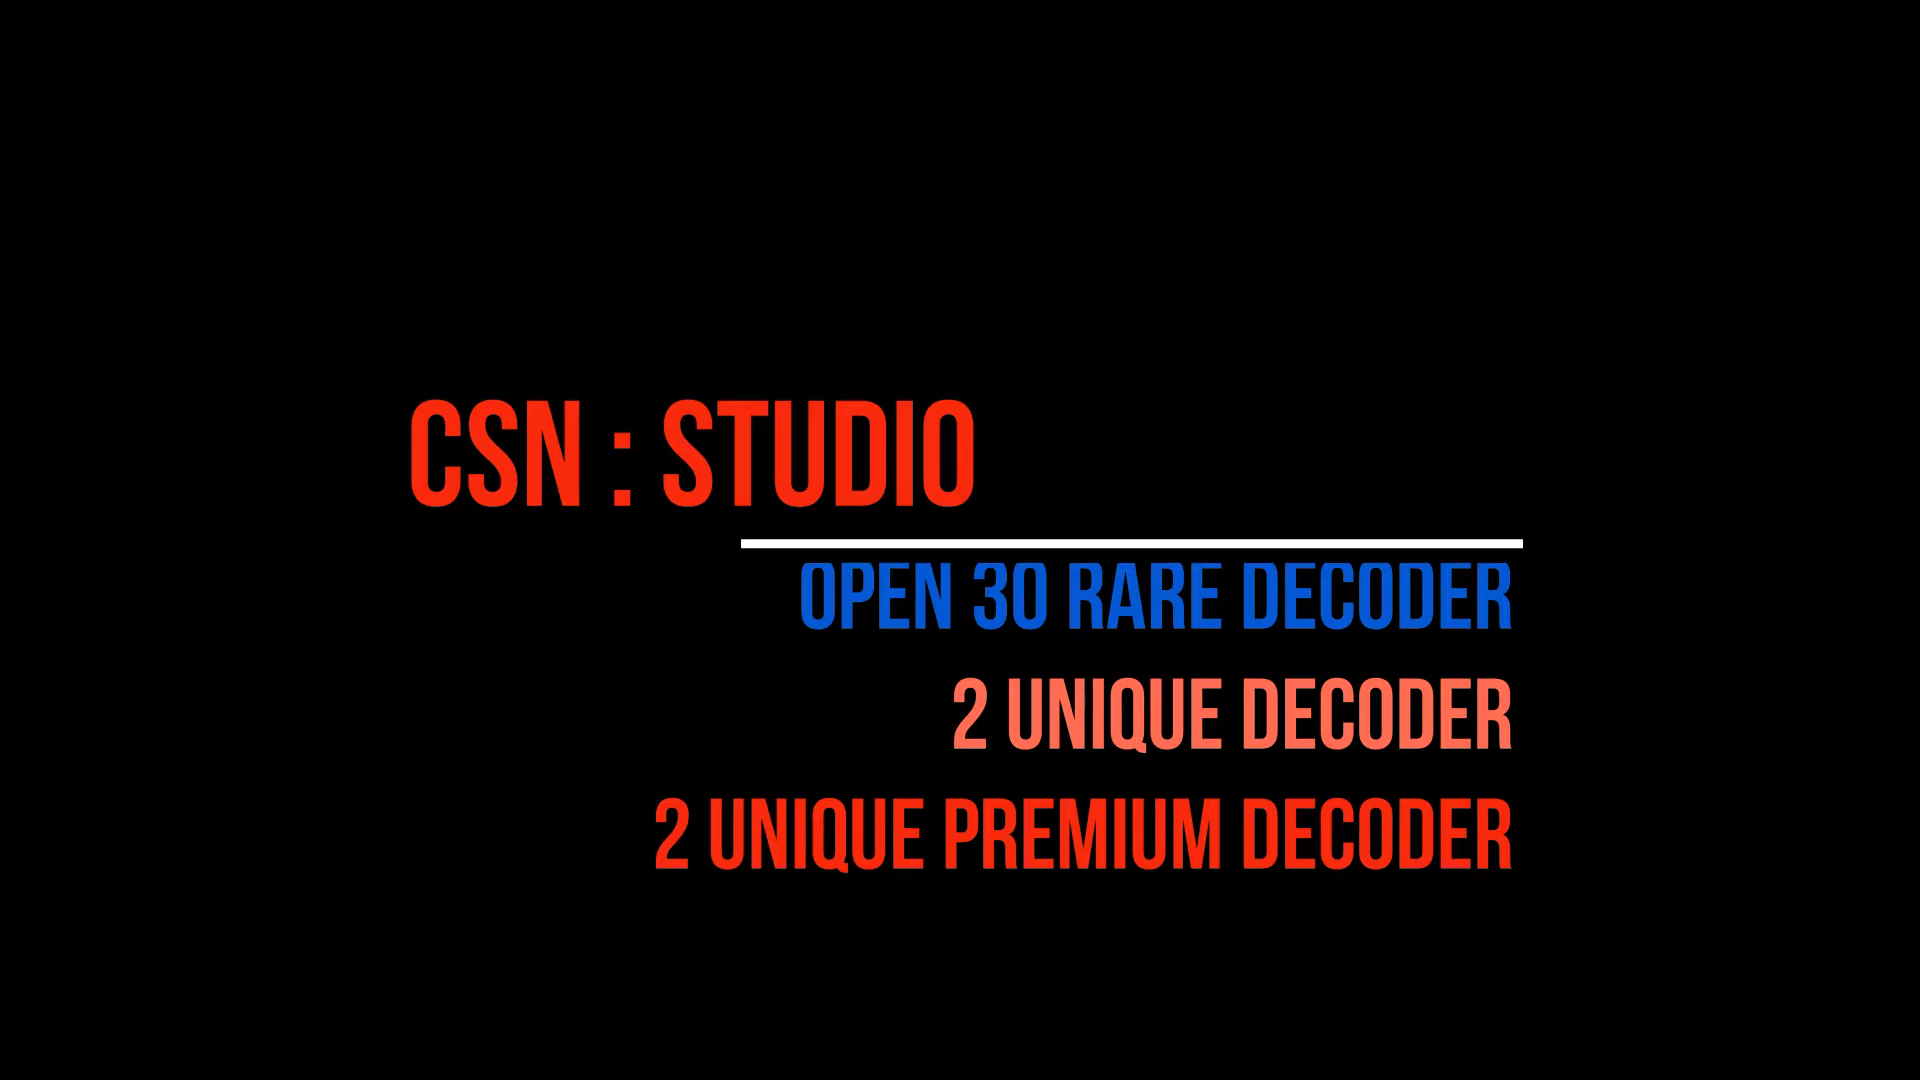 CSN : STUDIO
OPEN 30 RARE DECODER
2 UNIQUE DECODER
2 UNIQUE PREMIUM DECODER